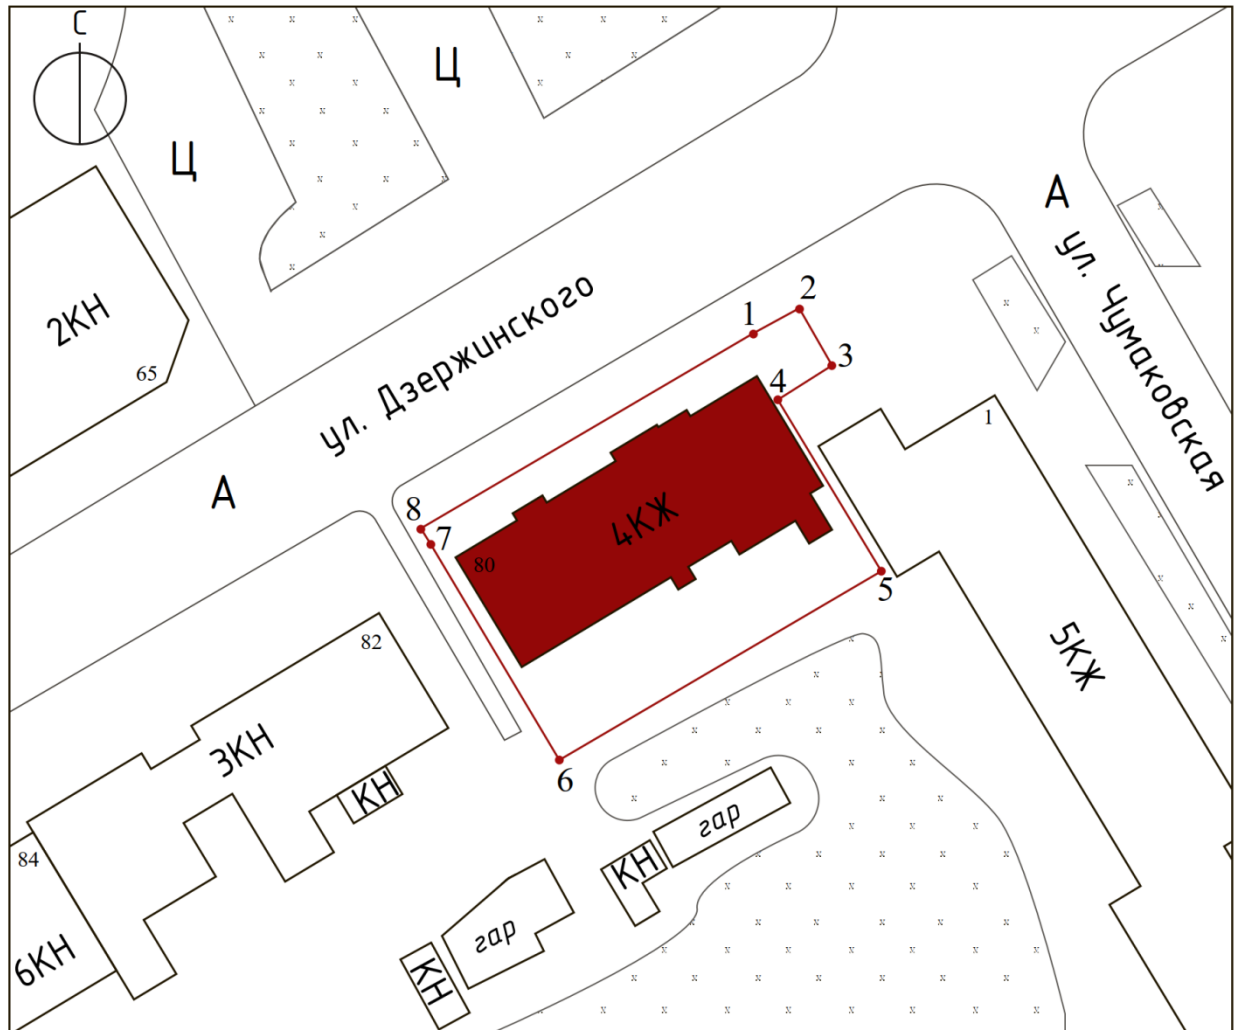 С
Ц
Ц
А
2КН
65
ул. Дзержинского
ул. Чумаковская
1
2
3
4
1
А
8
7
80
4КЖ
5
82
5КЖ
3КН
6
КН
гар
84
КН
6КН
гар
КН